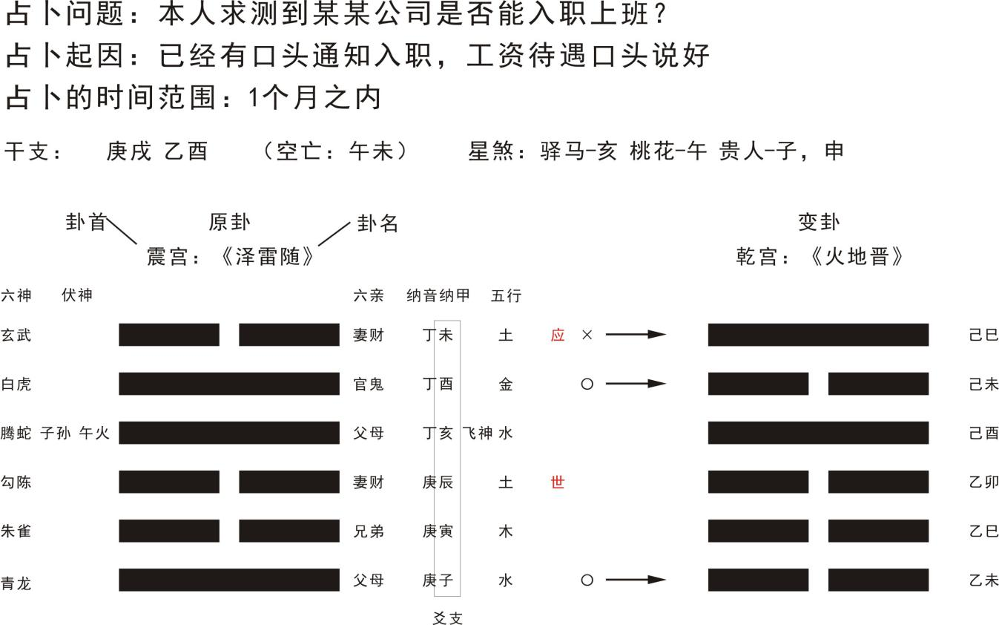 占卜问题：本人求测到某某公司是否能入职上班？
占卜起因：已经有口头通知入职，工资待遇口头说好
占卜的时间范围：1个月之内
干支： 庚戌 乙酉 （空亡：午未） 星煞：驿马-亥 桃花-午 贵人-子，申
卦首 原卦 卦名 变卦
震宫：《泽雷随》 乾宫：《火地晋》
六神 伏神 六亲 纳音纳甲 五行
玄武 妻财 丁未 土 应 × 己巳
白虎 官鬼 丁酉 金 ○ 己未
腾蛇 子孙 午火 父母 丁亥 飞神 水 己酉
勾陈 妻财 庚辰 土 世 乙卯
朱雀 兄弟 庚寅 木 乙巳
青龙 父母 庚子 水 ○ 乙未
爻支